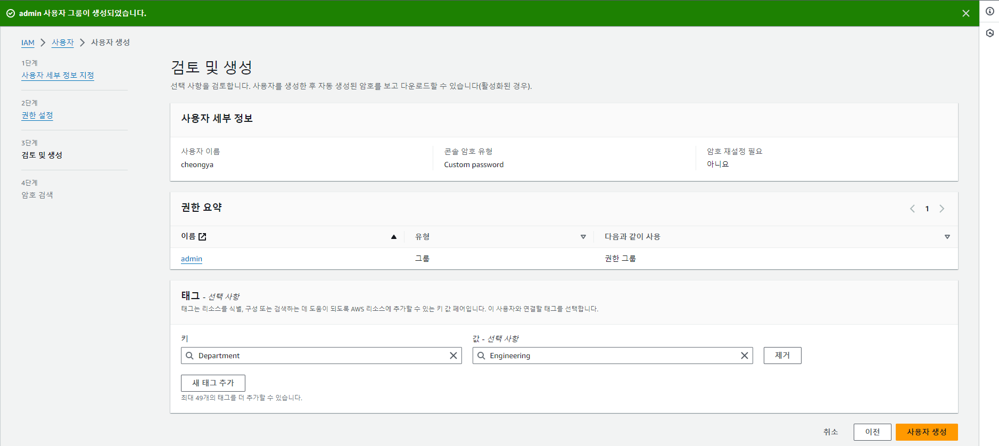 admin 사용자 그룹이 생성되었습니다.
IAM
사용자
사용자 생성
1단계
사용자 세부 정보 지정
2단계
권한 설정
3단계
검토 및 생성
4단계
암호 검색
검토 및 생성
선택 사항을 검토합니다. 사용자를 생성한 후 자동 생성된 암호를 보고 다운로드할 수 있습니다(활성화된 경우).
사용자 세부 정보
사용자 이름
cheongya
콘솔 암호 유형
Custom password
암호 재설정 필요
아니요
권한 요약
1
이름
유형
다음과 같이 사용
admin
그룹
권한 그룹
태그 - 선택 사항
태그는 리소스를 식별, 구성 또는 검색하는 데 도움이 되도록 AWS 리소스에 추가할 수 있는 키 값 페어입니다. 이 사용자와 연결할 태그를 선택합니다.
키
값 - 선택 사항
Department
Engineering
제거
새 태그 추가
최대 49개의 태그를 더 추가할 수 있습니다.
취소
이전
사용자 생성